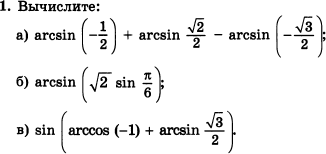 1. Вычислите:
а) arcsin (−1/2) + arcsin √2/2 − arcsin (−√3/2);
б) arcsin (√2 sin π/6);
в) sin (arccos (−1) + arcsin √3/2).